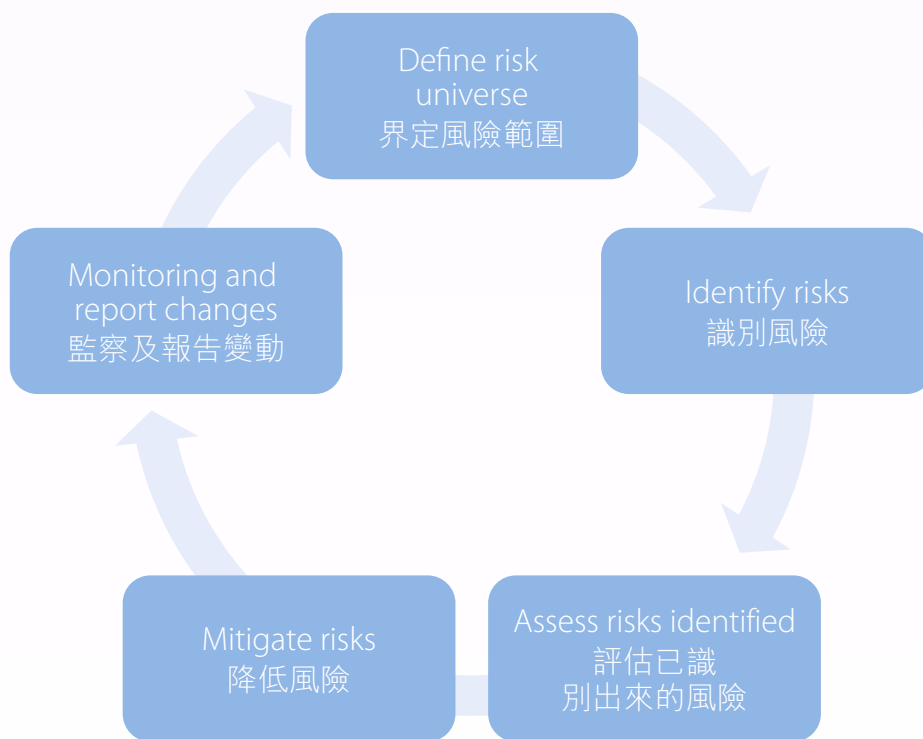 Define risk
universe
界定風險範圍
Identify risks
識別風險
Assess risks identified
評估已識
別出來的風險
Mitigate risks
降低風險
Monitoring and
report changes
監察及報告變動